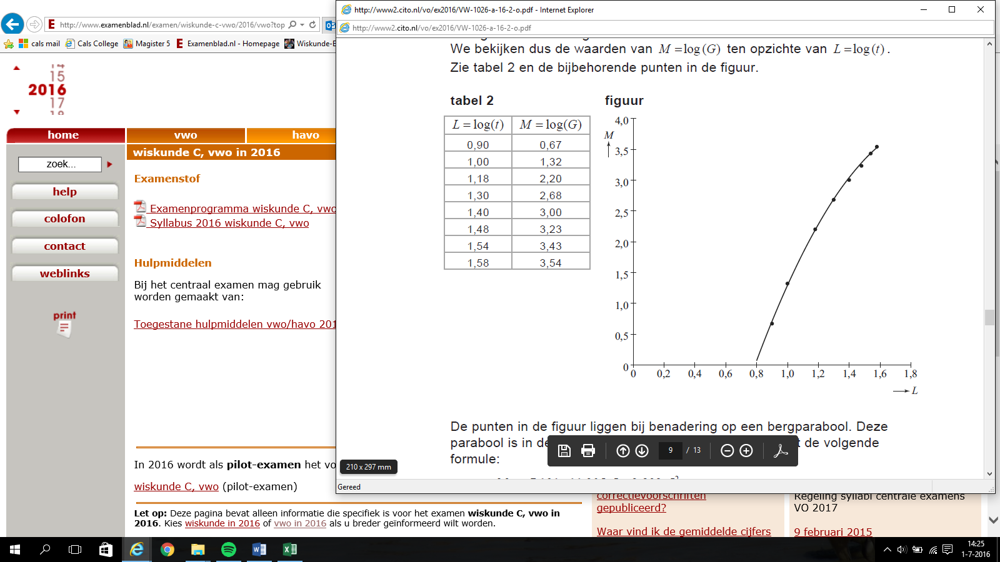 http://www2.cito.nl/vo/ex2016/VW-1026-a-16-2-o.pdf - Internet Explorer
http://www.examenblad.nl/examen/wiskunde-c-vwo/2016/vwo?top
http://www2.cito.nl/vo/ex2016/VW-1026-a-16-2-o.pdf
cals mail Cals College Magister 5 Examenblad.nl - Homepage Wiskunde-E
15
2016
17
home vwo havo
wiskunde C, vwo in 2016
zoek...
help
colofon
contact
weblinks
print
Examenstof
Examenprogramma wiskunde C, vwo
Syllabus 2016 wiskunde C, vwo
Hulpmiddelen
Bij het centraal examen mag gebruik
worden gemaakt van:
Toegestane hulpmiddelen vwo/havo 201
In 2016 wordt als pilot-examen het vo
wiskunde C, vwo (pilot-examen)
Let op: Deze pagina bevat alleen informatie die specifiek is voor het examen wiskunde C, vwo in
2016. Kies wiskunde in 2016 of vwo in 2016 als u breder geïnformeerd wilt worden.
We bekijken dus de waarden van M = log(G) ten opzichte van L = log(t).
Zie tabel 2 en de bijbehorende punten in de figuur.
tabel 2
L = log(t) M = log(G)
0,90 0,67
1,00 1,32
1,18 2,20
1,30 2,68
1,40 3,00
1,48 3,23
1,54 3,43
1,58 3,54
figuur
4,0
M
3,5
3,0
2,5
2,0
1,5
1,0
0,5
0
0 0,2 0,4 0,6 0,8 1,0 1,2 1,4 1,6 1,8
L
De punten in de figuur liggen bij benadering op een bergparabool. Deze
parabool is in de t de volgende
formule:
9 / 13
210 x 297 mm
Gereed
correctievoorschriften
gepubliceerd?
Waar vind ik de gemiddelde cijfers
Regeling syllabi centrale examens
VO 2017
9 februari 2015
14:25
1-7-2016